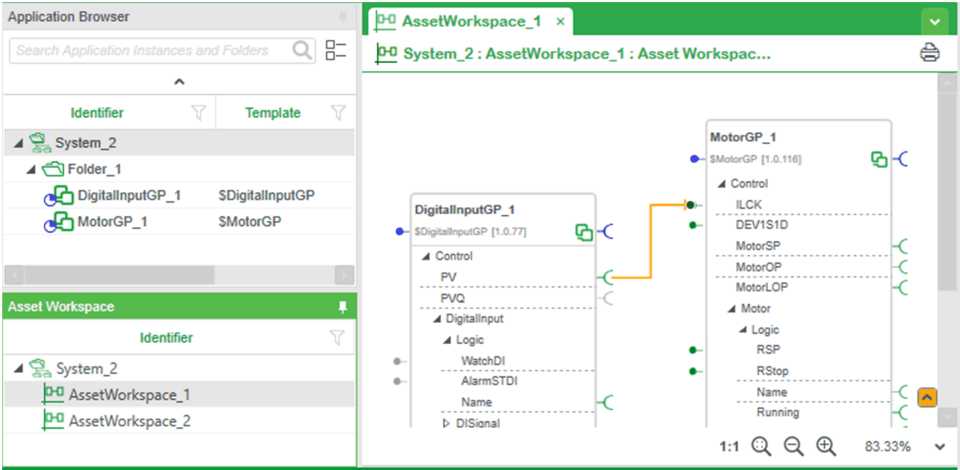 Application Browser
Search Application Instances and Folders
Identifier Template
System_2
Folder_1
DigitalInputGP_1 $DigitalInputGP
MotorGP_1 $MotorGP
Asset Workspace
Identifier
System_2
AssetWorkspace_1
AssetWorkspace_2
AssetWorkspace_1 ×
System_2 : AssetWorkspace_1 : Asset Workspac...
DigitalInputGP_1
$DigitalInputGP [1.0.77]
Control
PV
PVQ
DigitalInput
Logic
WatchDI
AlarmSTDI
Name
DISignal
MotorGP_1
$MotorGP [1.0.116]
Control
ILCK
DEV1S1D
MotorSP
MotorOP
MotorLOP
Motor
Logic
RSP
RStop
Name
Running
1:1 83.33%